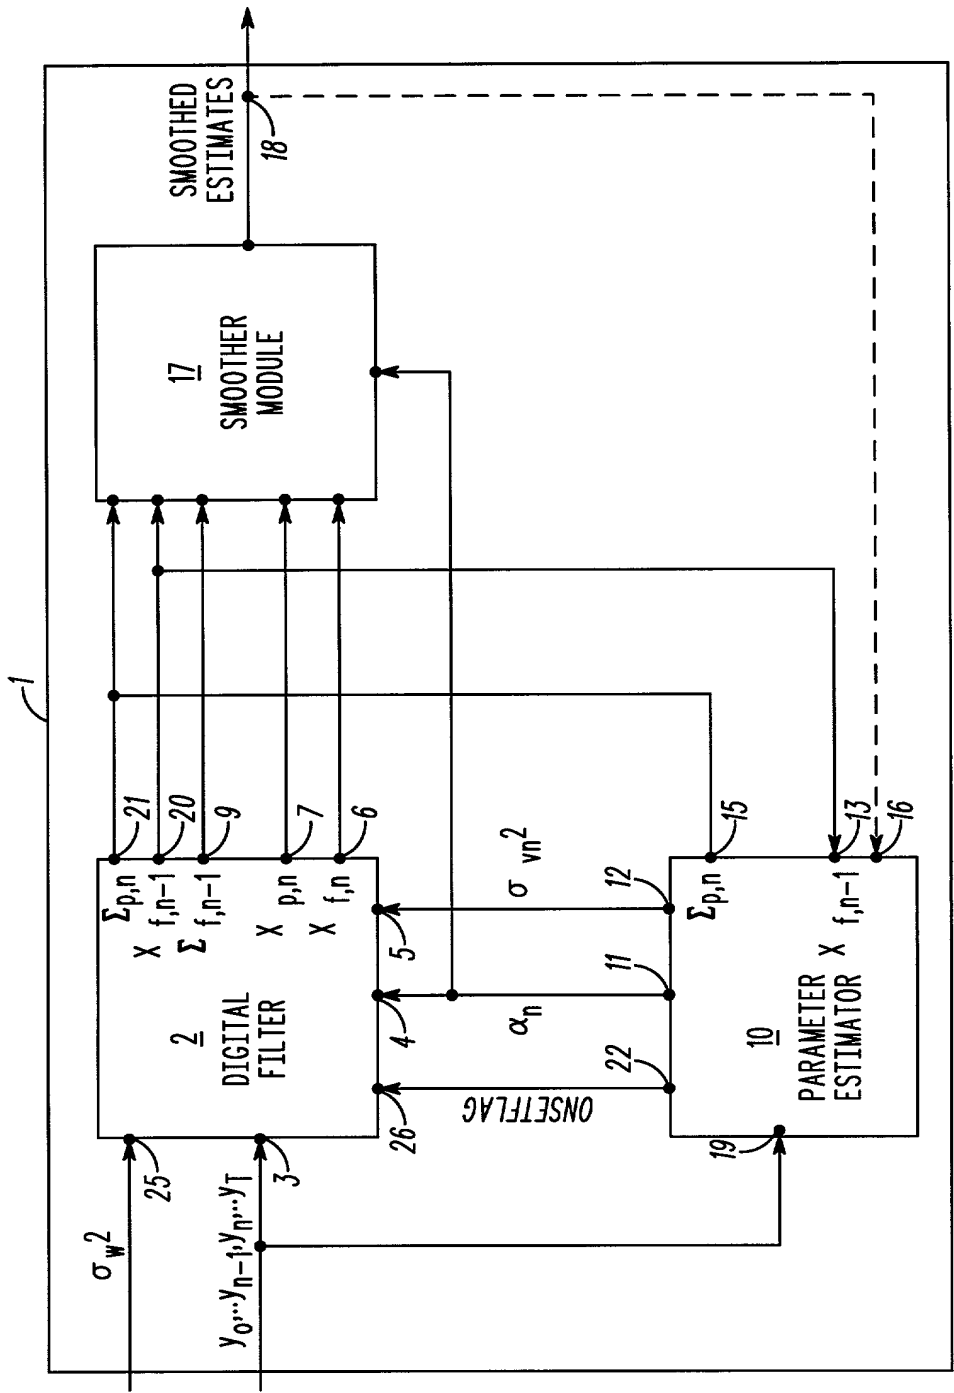 1
σw2
y0,...yn-1,yn,...yT
25
3
2
DIGITAL
FILTER
Σp,n
X f,n-1
Σ f,n-1
X p,n
X f,n
21
20
9
7
6
26
4
5
ONSETFLAG
αn
σ vn2
22
11
12
19
10
PARAMETER
ESTIMATOR
Σp,n
X f,n-1
15
13
16
17
SMOOTHER
MODULE
SMOOTHED
ESTIMATES
18